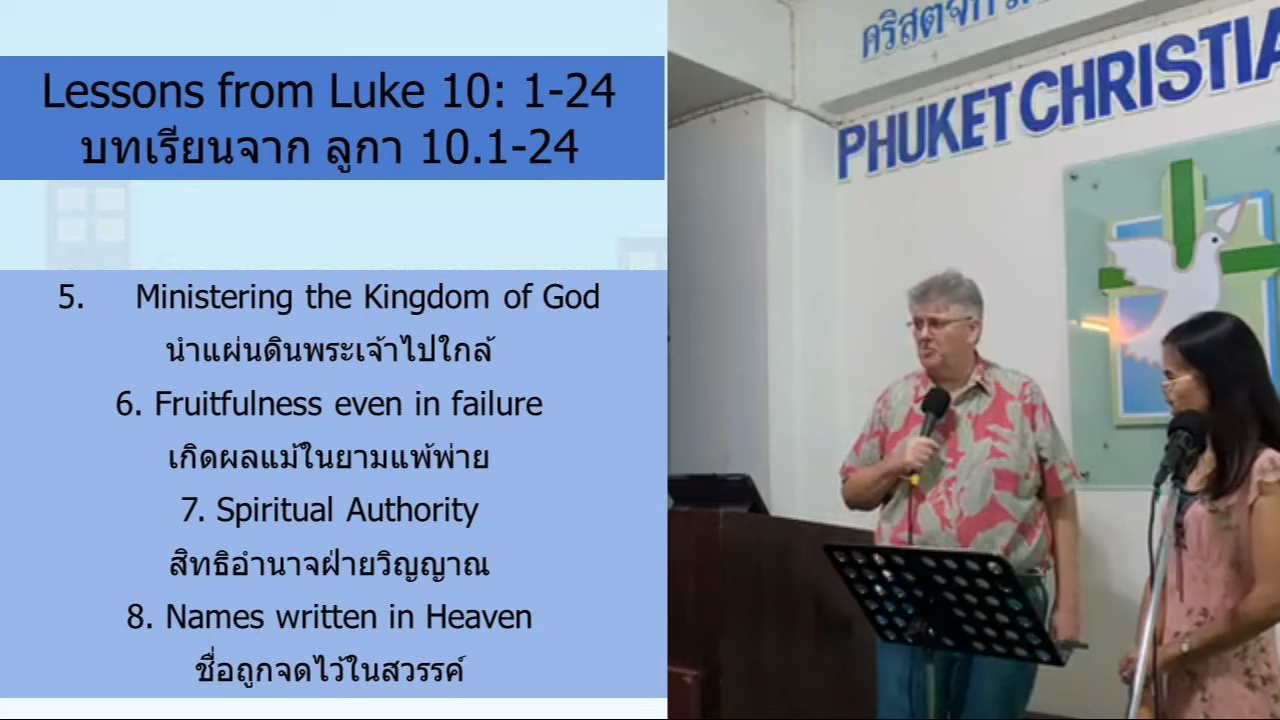 Lessons from Luke 10: 1-24
บทเรียนจาก ลูกา 10.1-24
5. Ministering the Kingdom of God
นำแผ่นดินพระเจ้าไปใกล้
6. Fruitfulness even in failure
เกิดผลแม้ในยามแพ้พ่าย
7. Spiritual Authority
สิทธิอำนาจฝ่ายวิญญาณ
8. Names written in Heaven
ชื่อถูกจดไว้ในสวรรค์
PHUKET